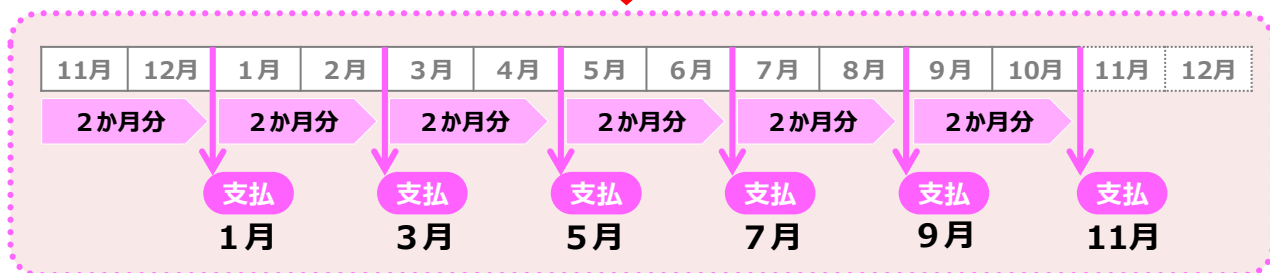 11月 12月 1月 2月 3月 4月 5月 6月 7月 8月 9月 10月 11月 12月
2か月分 2か月分 2か月分 2か月分 2か月分 2か月分
支払 支払 支払 支払 支払 支払
1月 3月 5月 7月 9月 11月